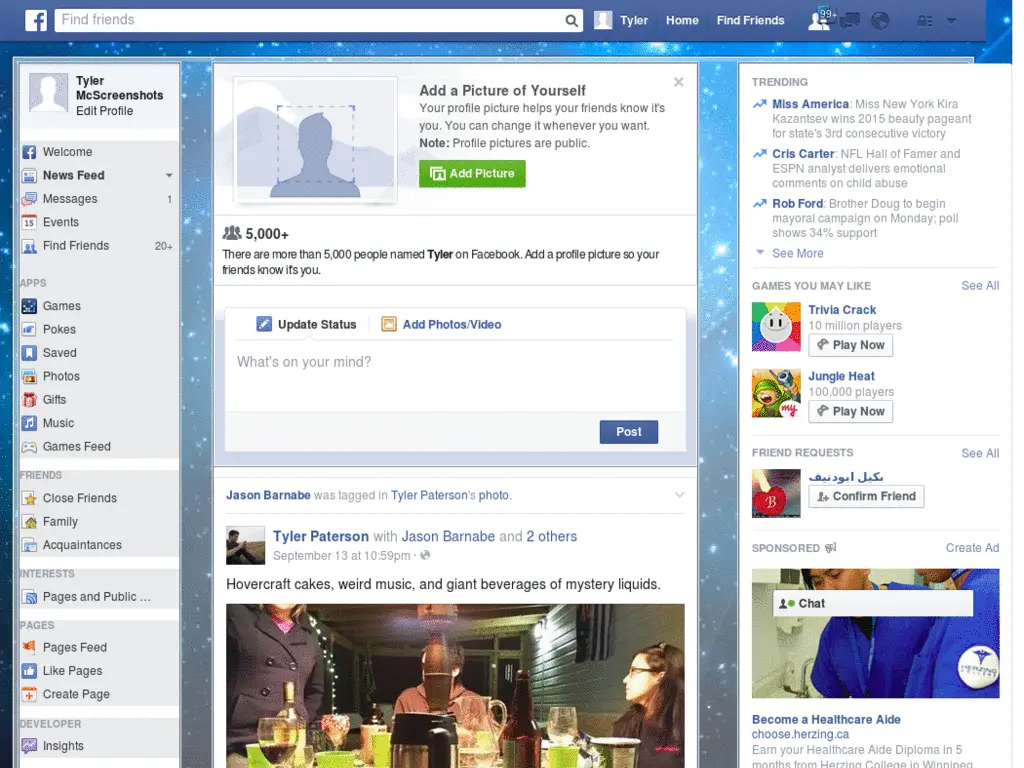 Find friends
Tyler
Home
Find Friends
99+
Tyler
McScreenshots
Edit Profile
Welcome
News Feed
Messages 1
Events
Find Friends 20+
APPS
Games
Pokes
Saved
Photos
Gifts
Music
Games Feed
FRIENDS
Close Friends
Family
Acquaintances
INTERESTS
Pages and Public ...
PAGES
Pages Feed
Like Pages
Create Page
DEVELOPER
Insights
Add a Picture of Yourself
Your profile picture helps your friends know it's
you. You can change it whenever you want.
Note: Profile pictures are public.
Add Picture
5,000+
There are more than 5,000 people named Tyler on Facebook. Add a profile picture so your
friends know it's you.
Update Status
Add Photos/Video
What's on your mind?
Post
Jason Barnabe was tagged in Tyler Paterson's photo.
Tyler Paterson with Jason Barnabe and 2 others
September 13 at 10:59pm ·
Hovercraft cakes, weird music, and giant beverages of mystery liquids.
TRENDING
Miss America: Miss New York Kira
Kazantsev wins 2015 beauty pageant
for state's 3rd consecutive victory
Cris Carter: NFL Hall of Famer and
ESPN analyst delivers emotional
comments on child abuse
Rob Ford: Brother Doug to begin
mayoral campaign on Monday; poll
shows 34% support
See More
GAMES YOU MAY LIKE See All
Trivia Crack
10 million players
Play Now
Jungle Heat
100,000 players
Play Now
my
FRIEND REQUESTS See All
بكيل ابودنيف
Confirm Friend
B
SPONSORED Create Ad
Chat
HERZING
COLLEGE
Become a Healthcare Aide
choose.herzing.ca
Earn your Healthcare Aide Diploma in 5
months from Herzing College in Winnipeg